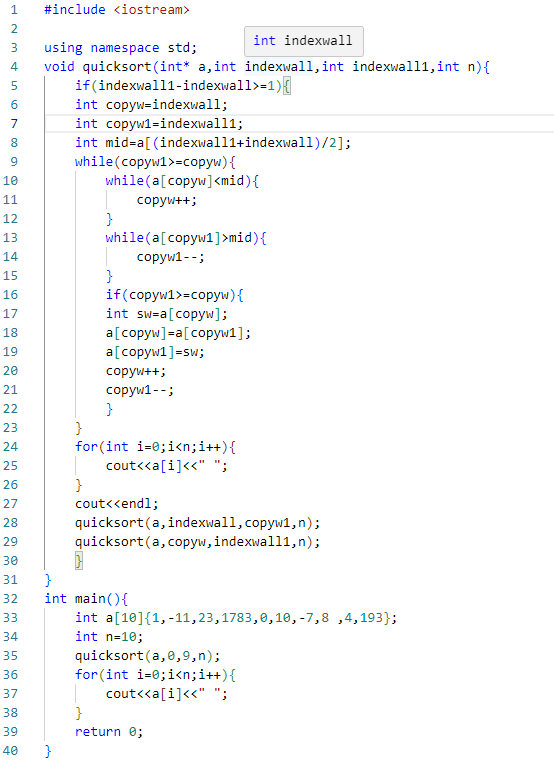 1 #include <iostream>
2
3 using namespace std;
int indexwall
4 void quicksort(int* a,int indexwall,int indexwall1,int n){
5     if(indexwall1-indexwall>=1){
6     int copyw=indexwall;
7     int copyw1=indexwall1;
8     int mid=a[(indexwall1+indexwall)/2];
9     while(copyw1>=copyw){
10         while(a[copyw]<mid){
11             copyw++;
12         }
13         while(a[copyw1]>mid){
14             copyw1--;
15         }
16         if(copyw1>=copyw){
17         int sw=a[copyw];
18         a[copyw]=a[copyw1];
19         a[copyw1]=sw;
20         copyw++;
21         copyw1--;
22         }
23     }
24     for(int i=0;i<n;i++){
25         cout<<a[i]<<" ";
26     }
27     cout<<endl;
28     quicksort(a,indexwall,copyw1,n);
29     quicksort(a,copyw,indexwall1,n);
30     }
31 }
32 int main(){
33     int a[10]{1,-11,23,1783,0,10,-7,8 ,4,193};
34     int n=10;
35     quicksort(a,0,9,n);
36     for(int i=0;i<n;i++){
37         cout<<a[i]<<" ";
38     }
39     return 0;
40 }